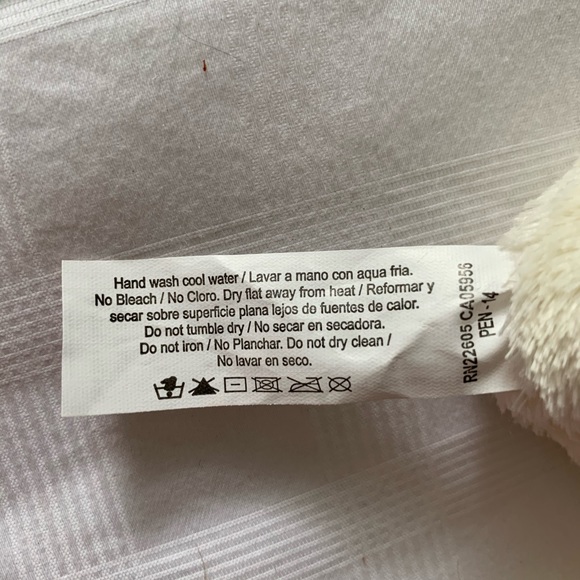 Hand wash cool water / Lavar a mano con aqua fria.
No Bleach / No Cloro. Dry flat away from heat / Reformar y
secar sobre superficie plana lejos de fuentes de calor.
Do not tumble dry / No secar en secadora.
Do not iron / No Planchar. Do not dry clean /
No lavar en seco.
RN22605 CA05956
PEN -14